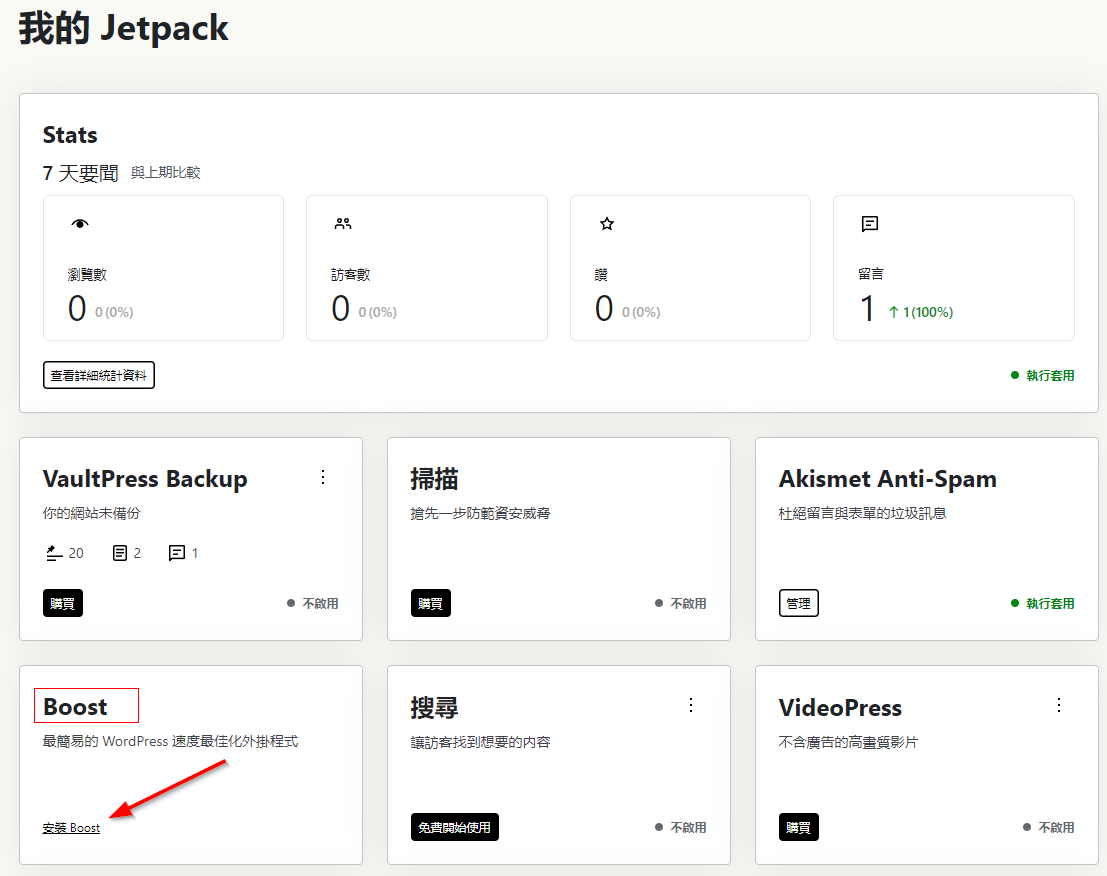 我的 Jetpack
Stats
7 天要聞 與上期比較
瀏覽數
0 0 (0%)
訪客數
0 0 (0%)
讚
0 0 (0%)
留言
1 ↑ 1 (100%)
查看詳細統計資料
執行套用
VaultPress Backup
你的網站未備份
20 2 1
購買
不啟用
掃描
搶先一步防範資安威脅
購買
不啟用
Akismet Anti-Spam
杜絕留言與表單的垃圾訊息
管理
執行套用
Boost
最簡易的 WordPress 速度最佳化外掛程式
安裝 Boost
搜尋
讓訪客找到想要的內容
免費開始使用
不啟用
VideoPress
不含廣告的高畫質影片
購買
不啟用